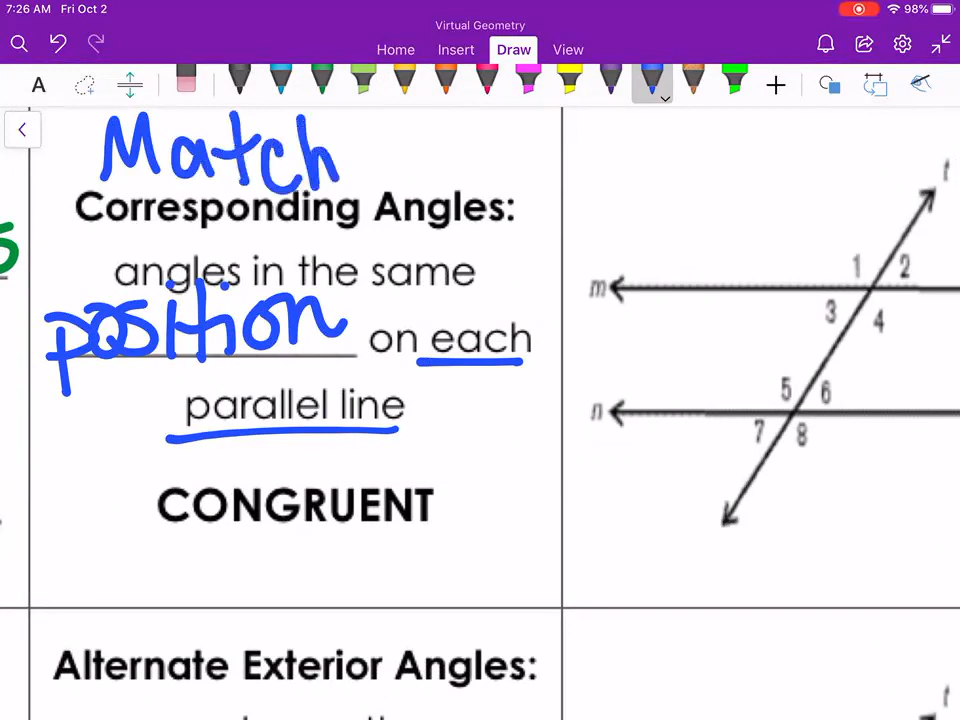 7:26 AM Fri Oct 2
98%
Virtual Geometry
Home Insert Draw View
A
Match
Corresponding Angles:
angles in the same
position on each
parallel line
CONGRUENT
t
1 2
m
3 4
5 6
n
7 8
Alternate Exterior Angles:
t